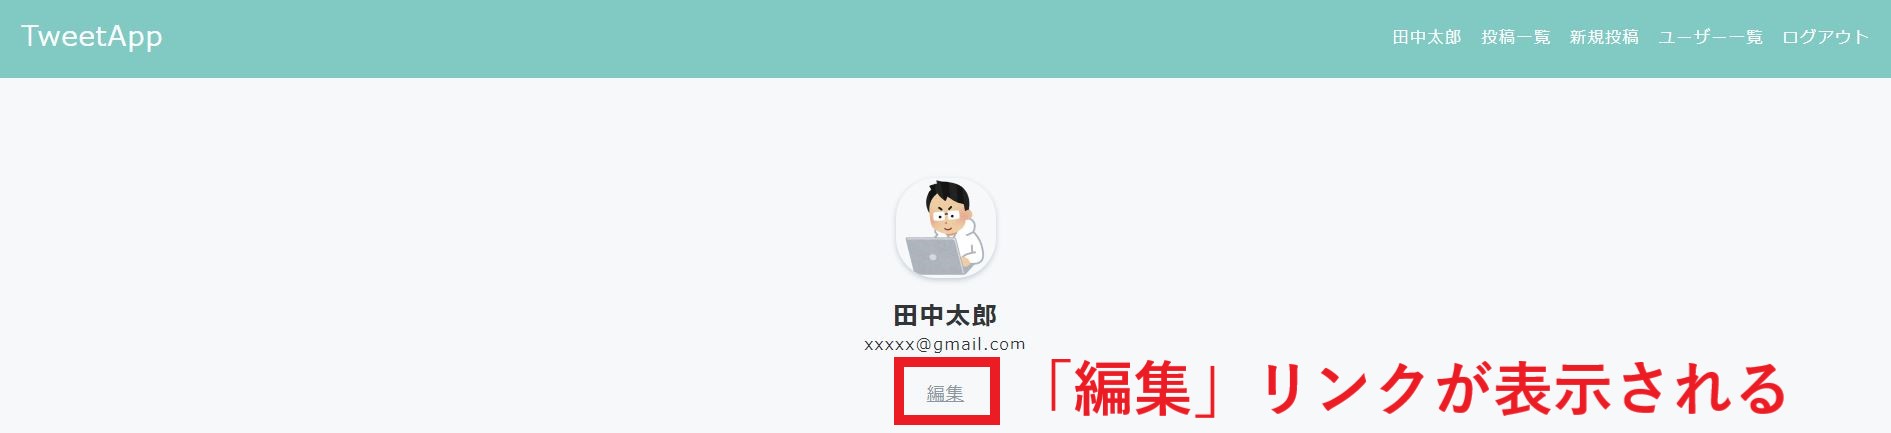 TweetApp
田中太郎 投稿一覧 新規投稿 ユーザー一覧 ログアウト
田中太郎
xxxxx@gmail.com
編集
「編集」リンクが表示される